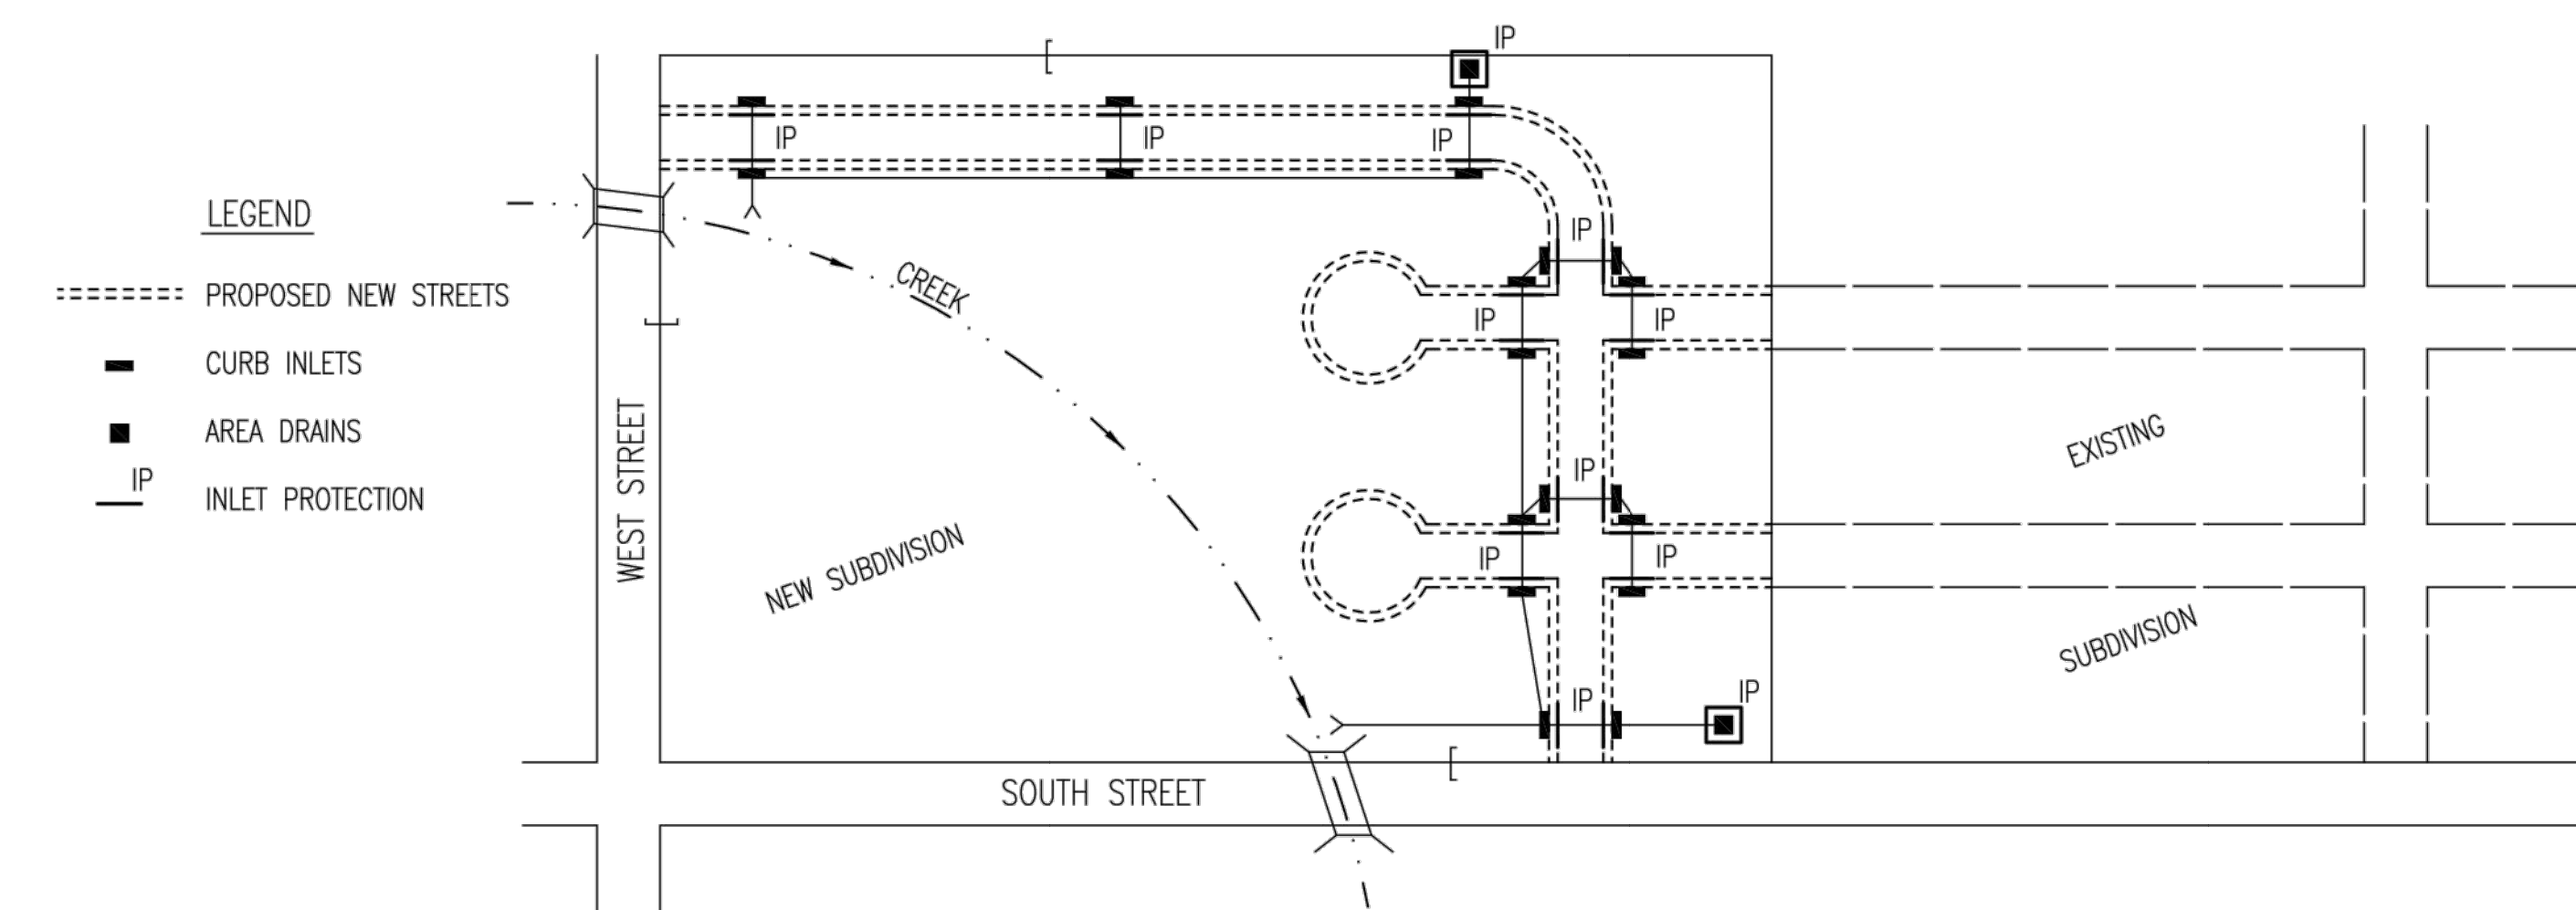 IP
IP
IP
IP
LEGEND
PROPOSED NEW STREETS
CURB INLETS
AREA DRAINS
IP
INLET PROTECTION
WEST STREET
CREEK
NEW SUBDIVISION
IP
IP
IP
IP
IP
IP
IP
IP
EXISTING
SUBDIVISION
SOUTH STREET